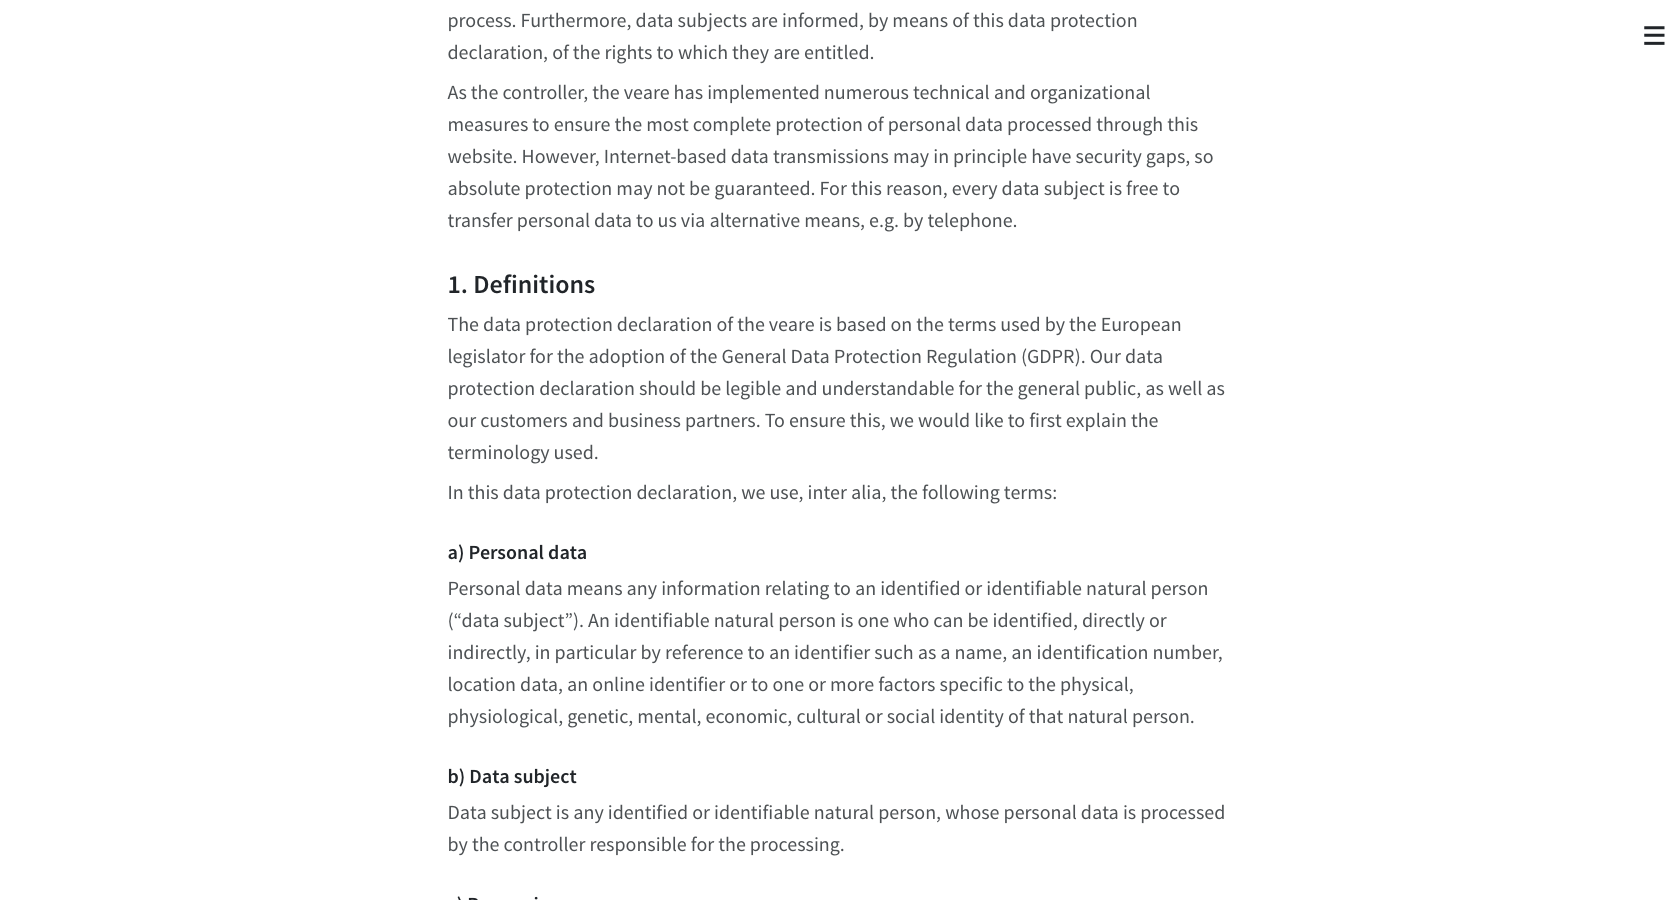 process. Furthermore, data subjects are informed, by means of this data protection
declaration, of the rights to which they are entitled.
As the controller, the veare has implemented numerous technical and organizational
measures to ensure the most complete protection of personal data processed through this
website. However, Internet-based data transmissions may in principle have security gaps, so
absolute protection may not be guaranteed. For this reason, every data subject is free to
transfer personal data to us via alternative means, e.g. by telephone.
1. Definitions
The data protection declaration of the veare is based on the terms used by the European
legislator for the adoption of the General Data Protection Regulation (GDPR). Our data
protection declaration should be legible and understandable for the general public, as well as
our customers and business partners. To ensure this, we would like to first explain the
terminology used.
In this data protection declaration, we use, inter alia, the following terms:
a) Personal data
Personal data means any information relating to an identified or identifiable natural person
(“data subject”). An identifiable natural person is one who can be identified, directly or
indirectly, in particular by reference to an identifier such as a name, an identification number,
location data, an online identifier or to one or more factors specific to the physical,
physiological, genetic, mental, economic, cultural or social identity of that natural person.
b) Data subject
Data subject is any identified or identifiable natural person, whose personal data is processed
by the controller responsible for the processing.